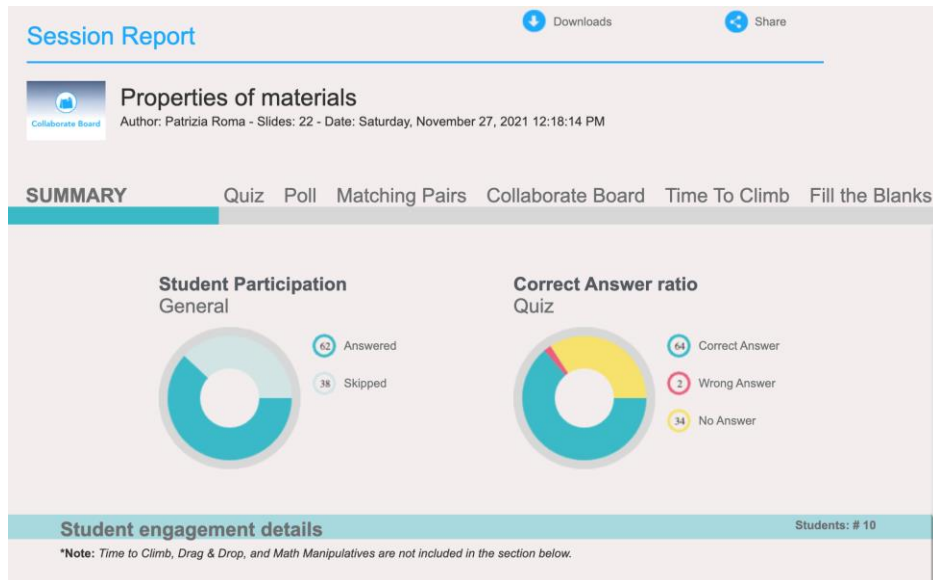 Downloads
Share
Session Report
Collaborate Board
Properties of materials
Author: Patrizia Roma - Slides: 22 - Date: Saturday, November 27, 2021 12:18:14 PM
SUMMARY Quiz Poll Matching Pairs Collaborate Board Time To Climb Fill the Blanks
Student Participation
General
62 Answered
38 Skipped
Correct Answer ratio
Quiz
64 Correct Answer
2 Wrong Answer
34 No Answer
Student engagement details
Students: # 10
*Note: Time to Climb, Drag & Drop, and Math Manipulatives are not included in the section below.